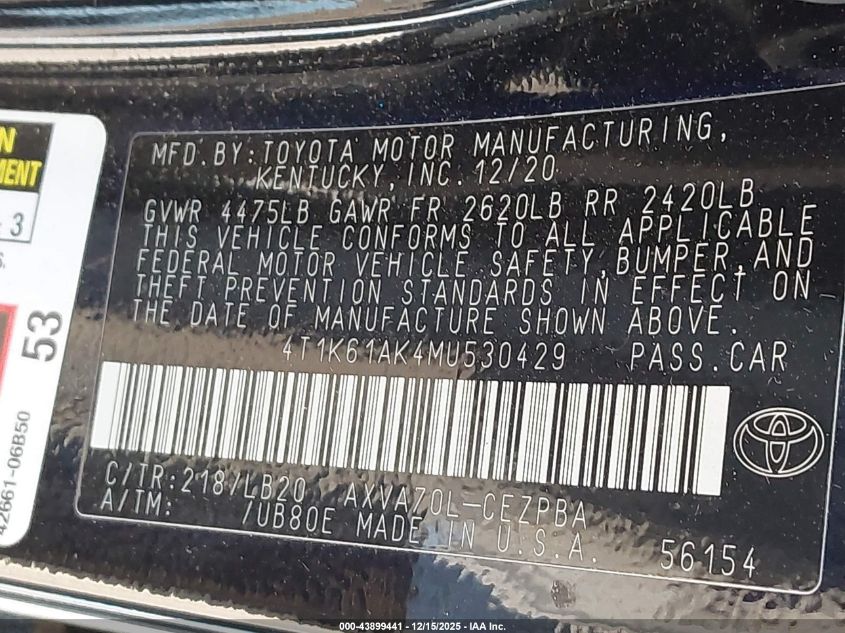 N
MENT
3
S.
53
42661-06B50
MFD. BY: TOYOTA MOTOR MANUFACTURING,
KENTUCKY, INC. 12/20
GVWR 4475LB GAWR FR 2620LB RR 2420LB
THIS VEHICLE CONFORMS TO ALL APPLICABLE
FEDERAL MOTOR VEHICLE SAFETY, BUMPER, AND
THEFT PREVENTION STANDARDS IN EFFECT ON
THE DATE OF MANUFACTURE SHOWN ABOVE.
4T1K61AK4MU530429 PASS. CAR
C/TR: 218/LB20 AXVA70L-CEZPBA
A/TM: /UB80E MADE IN U.S.A. 56154
000-43899441 - 12/15/2025 - IAA Inc.